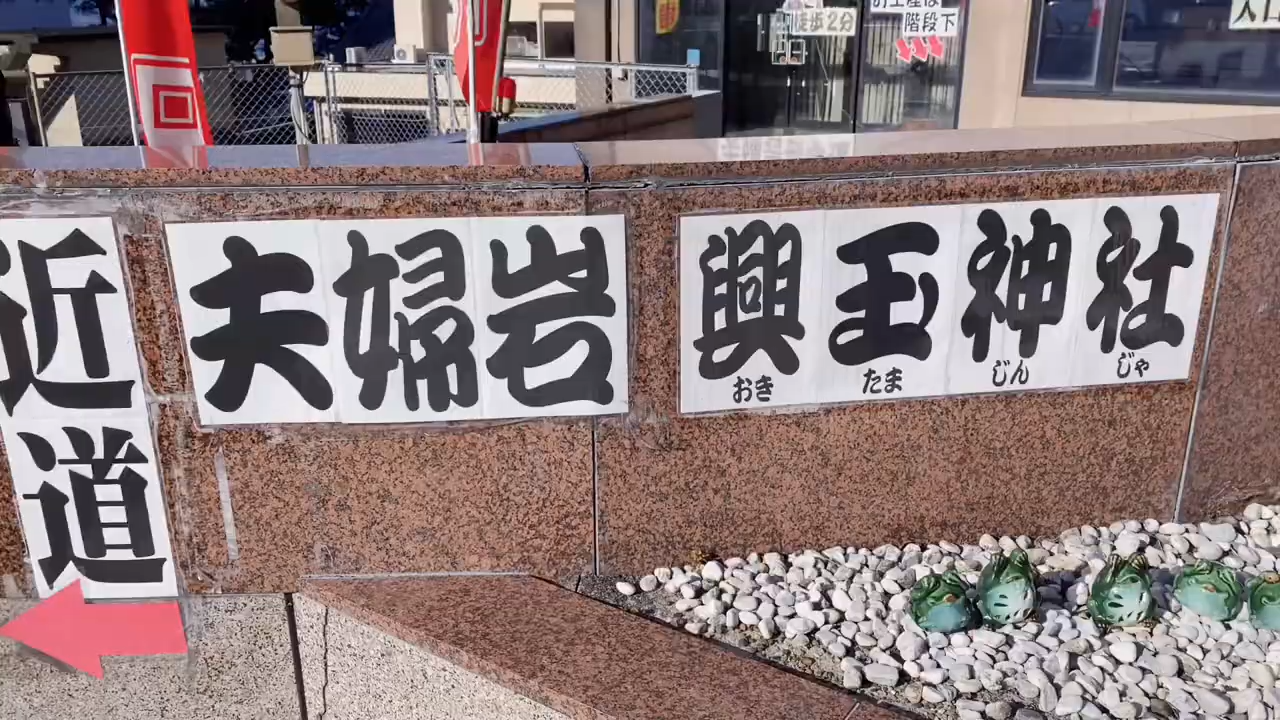 徒歩2分
階段下
近道
夫婦岩
興玉神社
おき たま じん じゃ